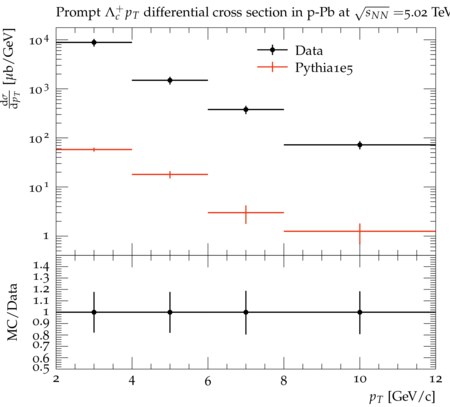 Prompt Λc+ pT differential cross section in p-Pb at √sNN =5.02 TeV
dσ/dpT [µb/GeV]
10^4
10^3
10^2
10^1
1
Data
Pythia1e5
MC/Data
1.4
1.3
1.2
1.1
1
0.9
0.8
0.7
0.6
0.5
2 4 6 8 10 12
pT [GeV/c]